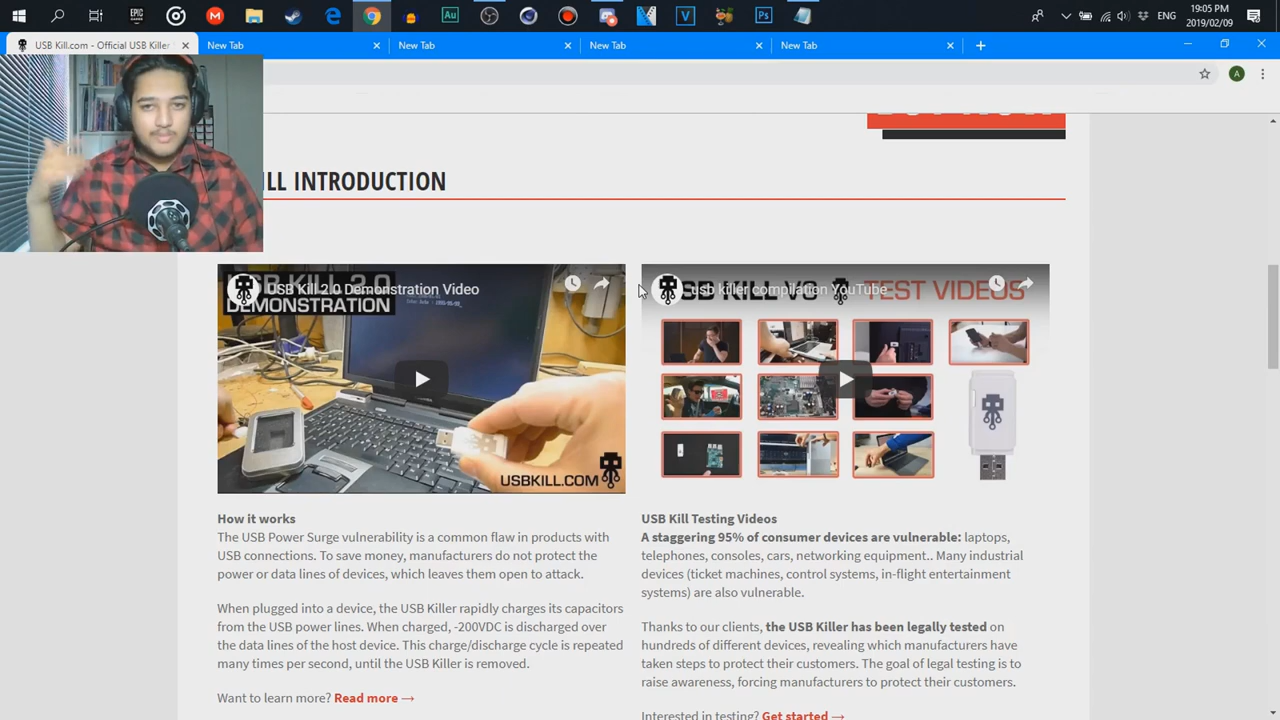 19:05 PM
ENG
2019/02/09
USB Kill.com - Official USB Killer
New Tab
New Tab
New Tab
New Tab
A
ILL INTRODUCTION
USB Kill 2.0 Demonstration Video
DEMONSTRATION
USBKILL.COM
usb killer compilation YouTube
USB KILL VS TEST VIDEOS
How it works
The USB Power Surge vulnerability is a common flaw in products with
USB connections. To save money, manufacturers do not protect the
power or data lines of devices, which leaves them open to attack.
When plugged into a device, the USB Killer rapidly charges its capacitors
from the USB power lines. When charged, -200VDC is discharged over
the data lines of the host device. This charge/discharge cycle is repeated
many times per second, until the USB Killer is removed.
Want to learn more? Read more →
USB Kill Testing Videos
A staggering 95% of consumer devices are vulnerable: laptops,
telephones, consoles, cars, networking equipment.. Many industrial
devices (ticket machines, control systems, in-flight entertainment
systems) are also vulnerable.
Thanks to our clients, the USB Killer has been legally tested on
hundreds of different devices, revealing which manufacturers have
taken steps to protect their customers. The goal of legal testing is to
raise awareness, forcing manufacturers to protect their customers.
Interested in testing? Get started →